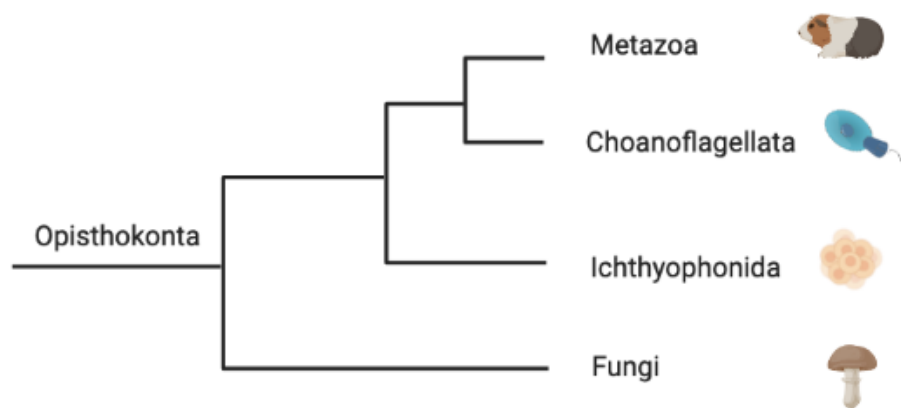 Metazoa
Choanoflagellata
Opisthokonta
Ichthyophonida
Fungi